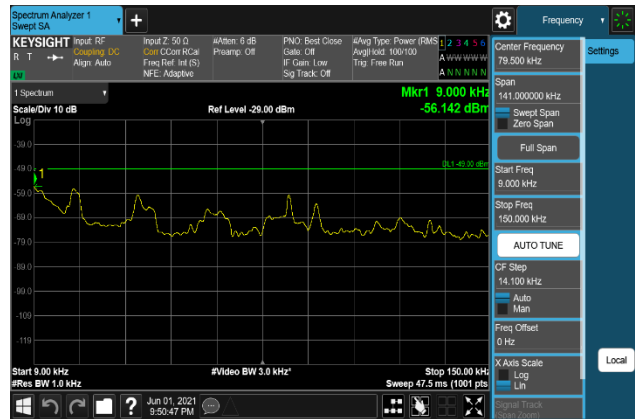 Spectrum Analyzer 1
Swept SA
Frequency
KEYSIGHT
R T
LW
Input: RF
Coupling: DC
Align: Auto
Input Z: 50 Ω
Corr CCorr RCal
Freq Ref: Int (S)
NFE: Adaptive
#Atten: 6 dB
Preamp: Off
PNO: Best Close
Gate: Off
IF Gain: Low
Sig Track: Off
#Avg Type: Power (RMS
Avg|Hold: 100/100
Trig: Free Run
1 2 3 4 5 6
A W W W W W
A N N N N N
Center Frequency
79.500 kHz
Settings
1 Spectrum
Scale/Div 10 dB
Ref Level -29.00 dBm
Mkr1 9.000 kHz
-56.142 dBm
Span
141.000000 kHz
Swept Span
Zero Span
Full Span
Start Freq
9.000 kHz
Stop Freq
150.000 kHz
AUTO TUNE
CF Step
14.100 kHz
Auto
Man
Freq Offset
0 Hz
X Axis Scale
Log
Lin
Signal Track
(Span Zoom)
Local
Log
-39.0
-49.0
-59.0
-69.0
-79.0
-89.0
-99.0
-109
-119
1
DL1 -49.00 dBm
Start 9.00 kHz
#Res BW 1.0 kHz
#Video BW 3.0 kHz*
Stop 150.00 kHz
Sweep 47.5 ms (1001 pts
?
Jun 01, 2021
9:50:47 PM